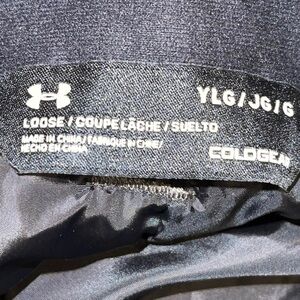 YLG / JG / G
LOOSE / COUPE LÂCHE / SUELTO
MADE IN CHINA / FABRIQUÉ EN CHINE /
HECHO EN CHINA
COLDGEAR